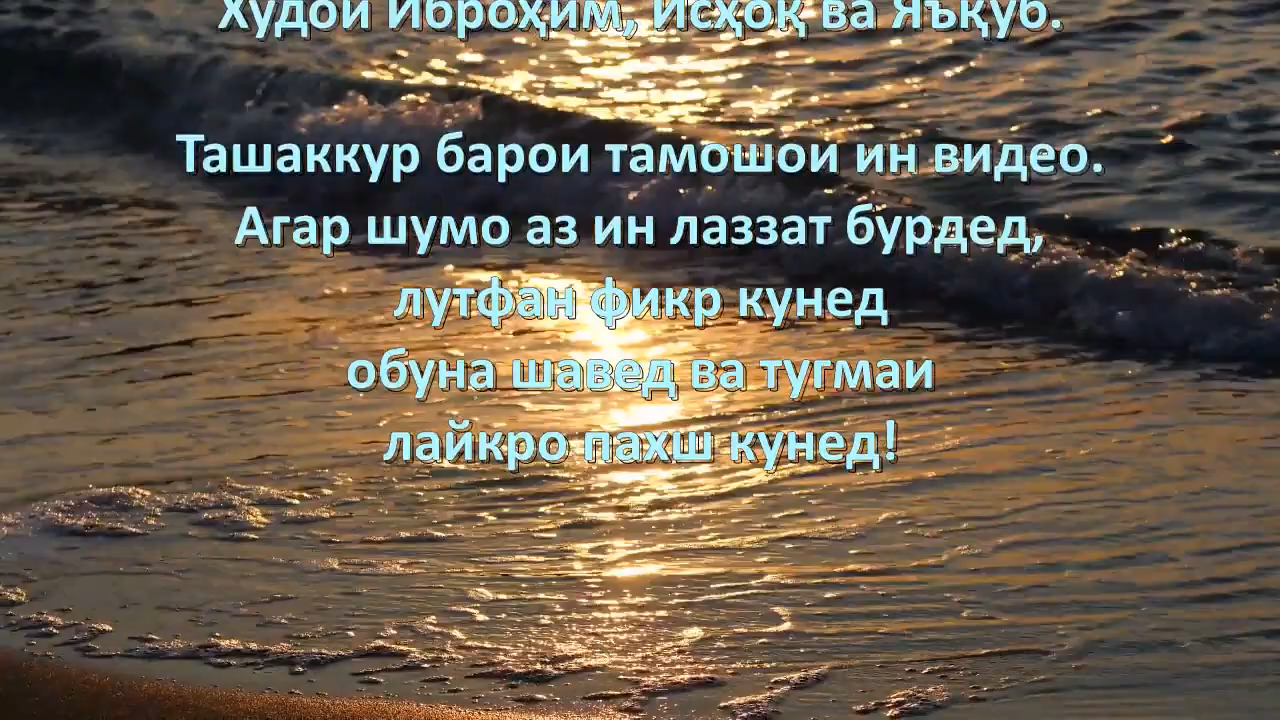 Худои Иброҳим, Исҳоқ ва Яъқуб.
Ташаккур барои тамошои ин видео.
Агар шумо аз ин лаззат бурдед,
лутфан фикр кунед
обуна шавед ва тугмаи
лайкро пахш кунед!